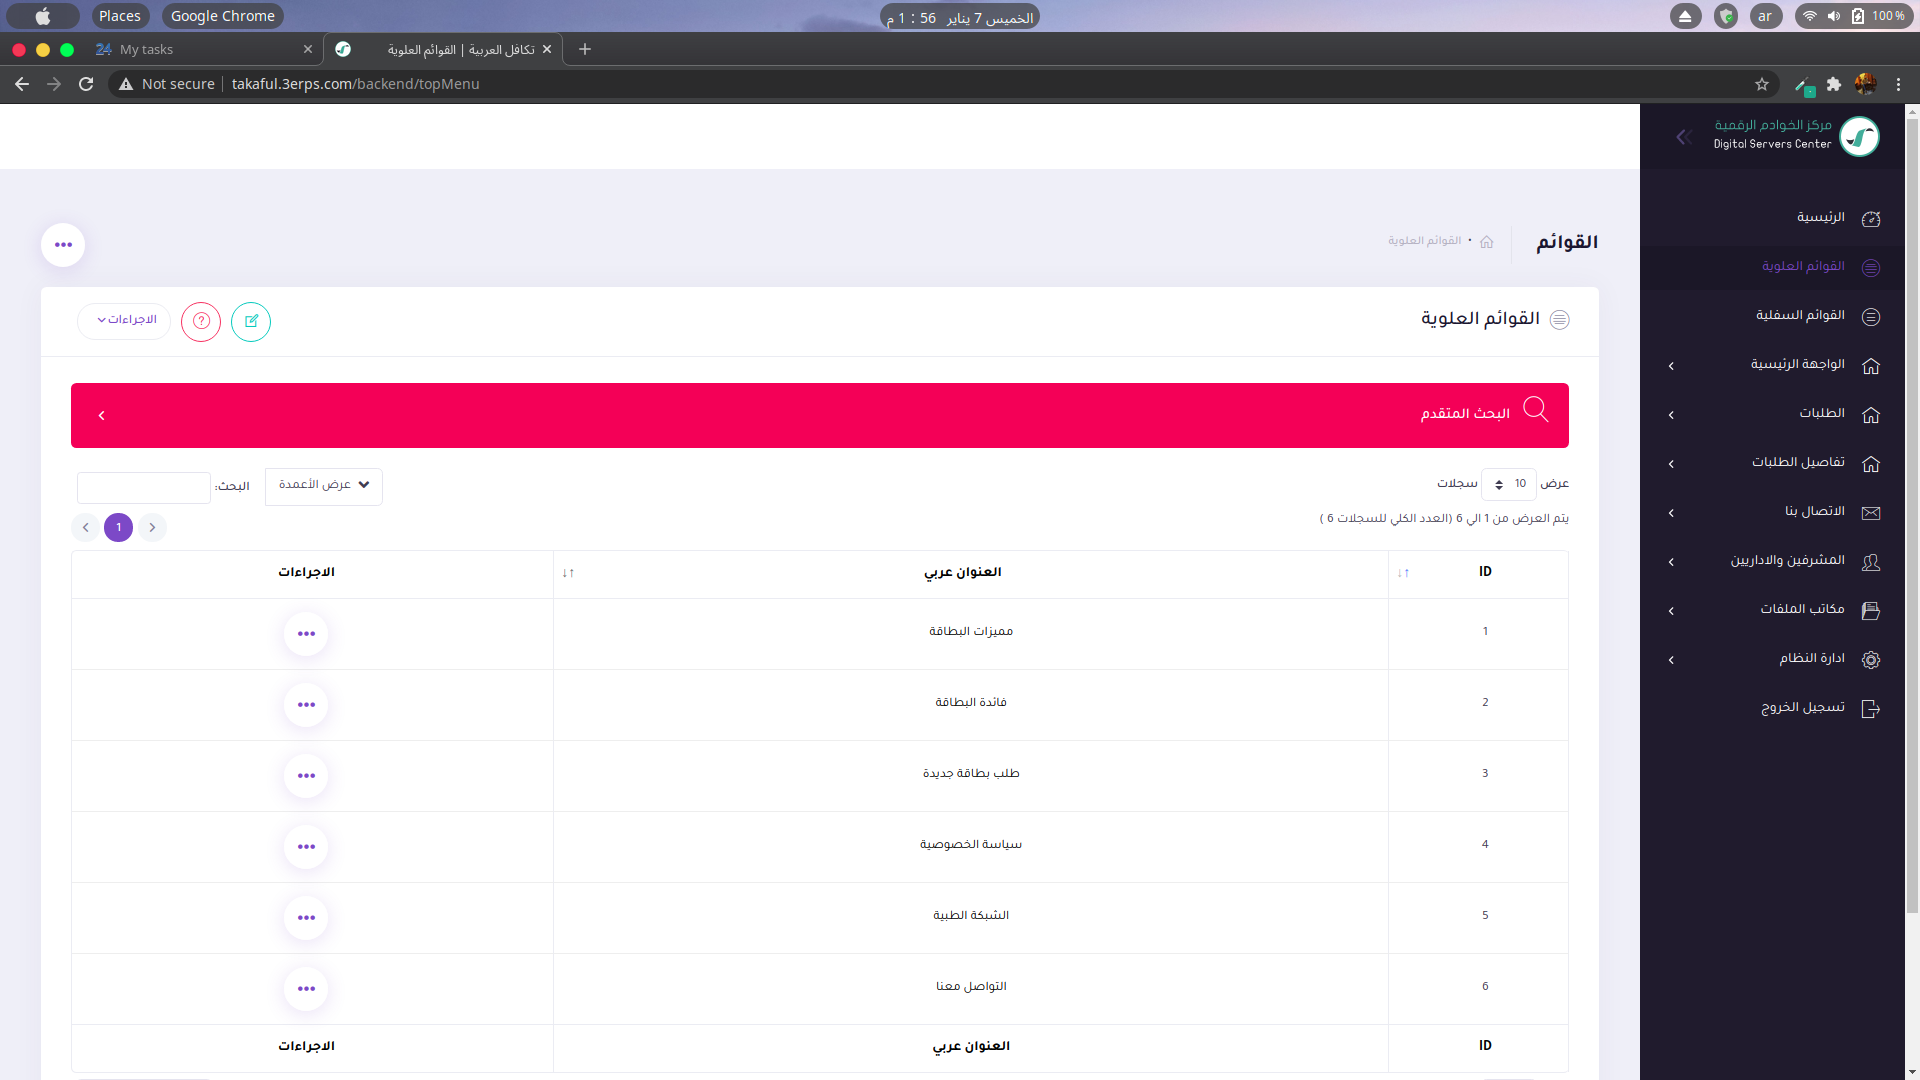 Places
Google Chrome
الخميس 7 يناير 56 : 1 م
ar
100 %
24 My tasks
تكافل العربية | القوائم العلوية
Not secure
takaful.3erps.com/backend/topMenu
مركز الخوادم الرقمية
Digital Servers Center
الرئيسية
القوائم العلوية
القوائم السفلية
الواجهة الرئيسية
الطلبات
تفاصيل الطلبات
الاتصال بنا
المشرفين والاداريين
مكاتب الملفات
ادارة النظام
تسجيل الخروج
القوائم
القوائم العلوية
القوائم العلوية
الاجراءات
البحث المتقدم
عرض 10 سجلات
عرض الأعمدة
البحث:
يتم العرض من 1 الي 6 (العدد الكلي للسجلات 6 )
1
ID العنوان عربي الاجراءات
1 مميزات البطاقة
2 فائدة البطاقة
3 طلب بطاقة جديدة
4 سياسة الخصوصية
5 الشبكة الطبية
6 التواصل معنا
ID العنوان عربي الاجراءات